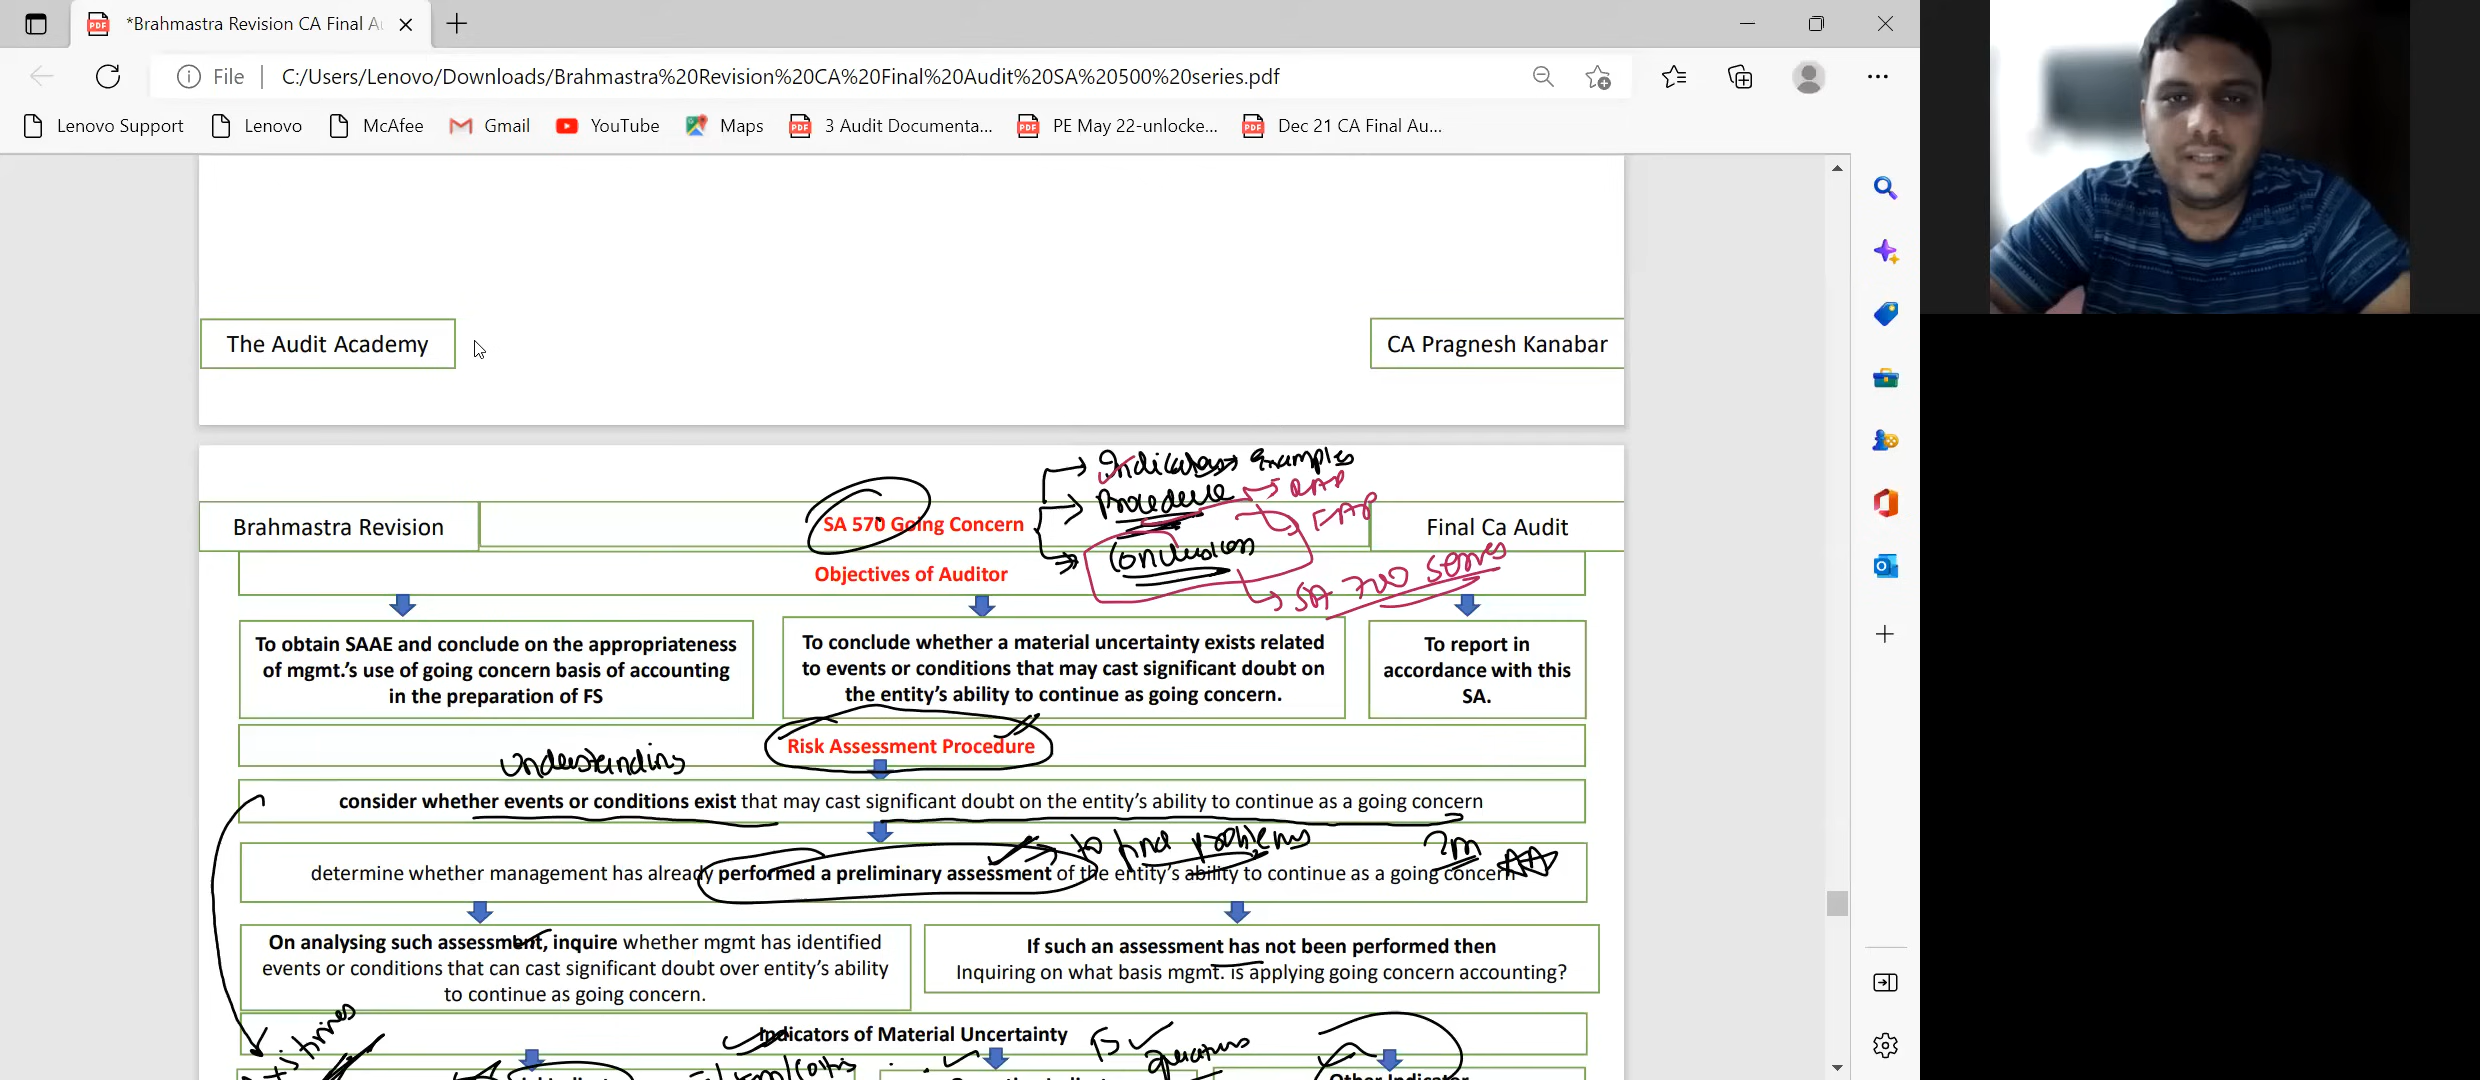 *Brahmastra Revision CA Final Au
File
C:/Users/Lenovo/Downloads/Brahmastra%20Revision%20CA%20Final%20Audit%20SA%20500%20series.pdf
Lenovo Support
Lenovo
McAfee
Gmail
YouTube
Maps
3 Audit Documenta...
PE May 22-unlocke...
Dec 21 CA Final Au...
The Audit Academy
CA Pragnesh Kanabar
Indicators → Examples
Procedure → RAP
FAP
Conclusion
→ SA 700 series
Brahmastra Revision
SA 570 Going Concern
Final Ca Audit
Objectives of Auditor
To obtain SAAE and conclude on the appropriateness
of mgmt.'s use of going concern basis of accounting
in the preparation of FS
To conclude whether a material uncertainty exists related
to events or conditions that may cast significant doubt on
the entity's ability to continue as going concern.
To report in
accordance with this
SA.
Risk Assessment Procedure
Understanding
consider whether events or conditions exist that may cast significant doubt on the entity's ability to continue as a going concern
→ to find problems
determine whether management has already performed a preliminary assessment of the entity's ability to continue as a going concern
On analysing such assessment, inquire whether mgmt has identified
events or conditions that can cast significant doubt over entity's ability
to continue as going concern.
If such an assessment has not been performed then
Inquiring on what basis mgmt. is applying going concern accounting?
Indicators of Material Uncertainty
Other Indicator